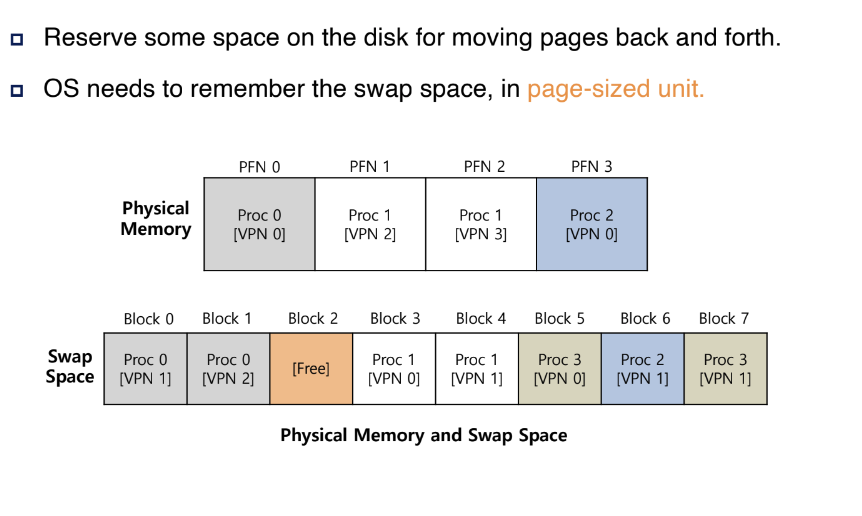 Reserve some space on the disk for moving pages back and forth.
OS needs to remember the swap space, in page-sized unit.
PFN 0 PFN 1 PFN 2 PFN 3
Physical Memory
Proc 0 [VPN 0]
Proc 1 [VPN 2]
Proc 1 [VPN 3]
Proc 2 [VPN 0]
Block 0 Block 1 Block 2 Block 3 Block 4 Block 5 Block 6 Block 7
Swap Space
Proc 0 [VPN 1]
Proc 0 [VPN 2]
[Free]
Proc 1 [VPN 0]
Proc 1 [VPN 1]
Proc 3 [VPN 0]
Proc 2 [VPN 1]
Proc 3 [VPN 1]
Physical Memory and Swap Space